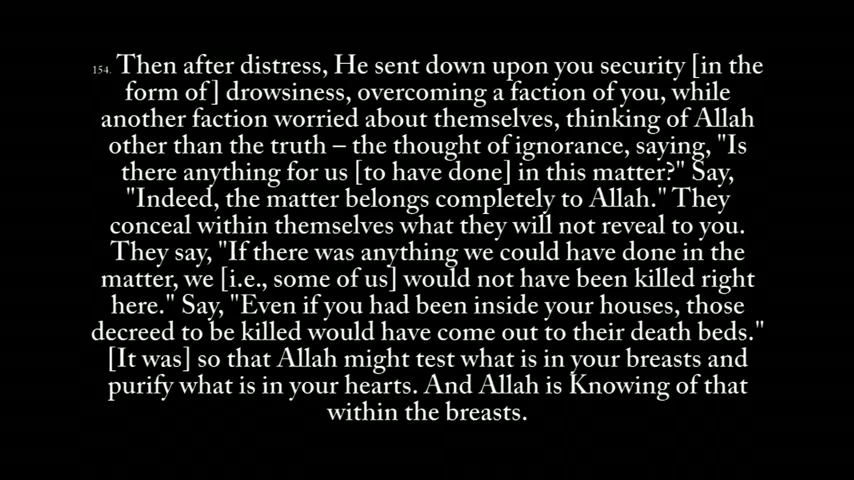 154. Then after distress, He sent down upon you security [in the
form of] drowsiness, overcoming a faction of you, while
another faction worried about themselves, thinking of Allah
other than the truth – the thought of ignorance, saying, "Is
there anything for us [to have done] in this matter?" Say,
"Indeed, the matter belongs completely to Allah." They
conceal within themselves what they will not reveal to you.
They say, "If there was anything we could have done in the
matter, we [i.e., some of us] would not have been killed right
here." Say, "Even if you had been inside your houses, those
decreed to be killed would have come out to their death beds."
[It was] so that Allah might test what is in your breasts and
purify what is in your hearts. And Allah is Knowing of that
within the breasts.